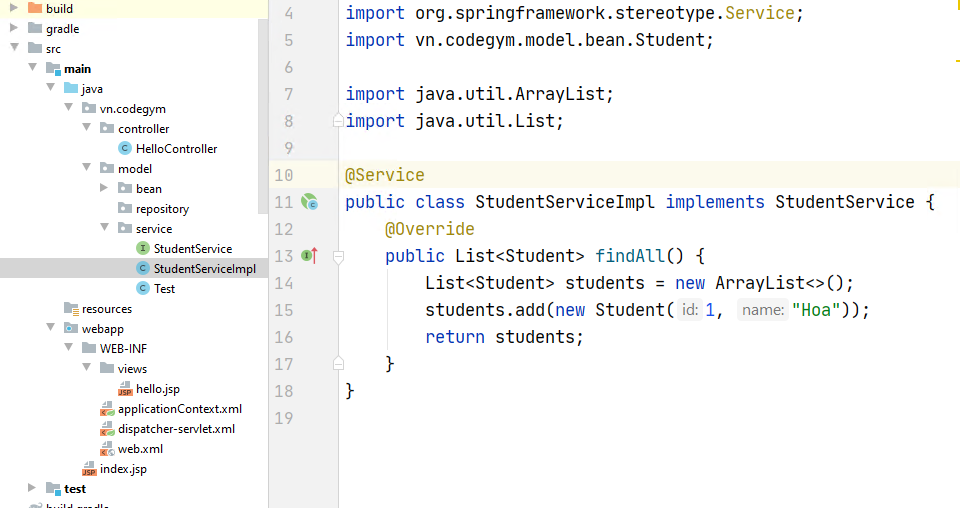 build
gradle
src
main
java
vn.codegym
controller
HelloController
model
bean
repository
service
StudentService
StudentServiceImpl
Test
resources
webapp
WEB-INF
views
hello.jsp
applicationContext.xml
dispatcher-servlet.xml
web.xml
index.jsp
test
build.gradle
4 import org.springframework.stereotype.Service;
5 import vn.codegym.model.bean.Student;
6
7 import java.util.ArrayList;
8 import java.util.List;
9
10 @Service
11 public class StudentServiceImpl implements StudentService {
12 @Override
13 public List<Student> findAll() {
14 List<Student> students = new ArrayList<>();
15 students.add(new Student( id: 1, name: "Hoa"));
16 return students;
17 }
18 }
19